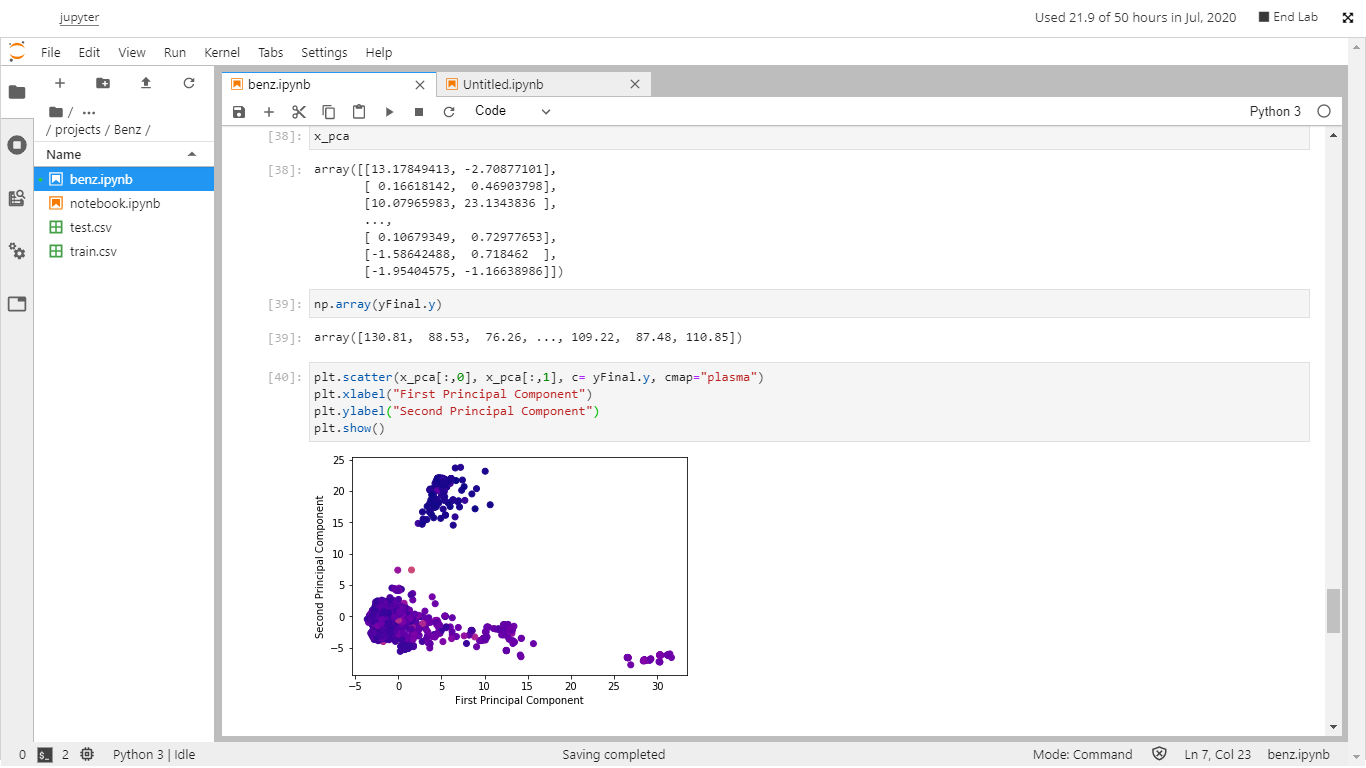 jupyter
Used 21.9 of 50 hours in Jul, 2020
End Lab
File Edit View Run Kernel Tabs Settings Help
/ ...
/ projects / Benz /
Name
benz.ipynb
notebook.ipynb
test.csv
train.csv
benz.ipynb
Untitled.ipynb
Code
Python 3
[38]: x_pca
[38]: array([[13.17849413, -2.70877101],
[ 0.16618142,  0.46903798],
[10.07965983, 23.1343836 ],
...,
[ 0.10679349,  0.72977653],
[-1.58642488,  0.718462  ],
[-1.95404575, -1.16638986]])
[39]: np.array(yFinal.y)
[39]: array([130.81,  88.53,  76.26, ..., 109.22,  87.48, 110.85])
[40]: plt.scatter(x_pca[:,0], x_pca[:,1], c= yFinal.y, cmap="plasma")
plt.xlabel("First Principal Component")
plt.ylabel("Second Principal Component")
plt.show()
25
20
15
10
5
0
−5
Second Principal Component
−5 0 5 10 15 20 25 30
First Principal Component
0 $_ 2 Python 3 | Idle
Saving completed
Mode: Command
Ln 7, Col 23
benz.ipynb